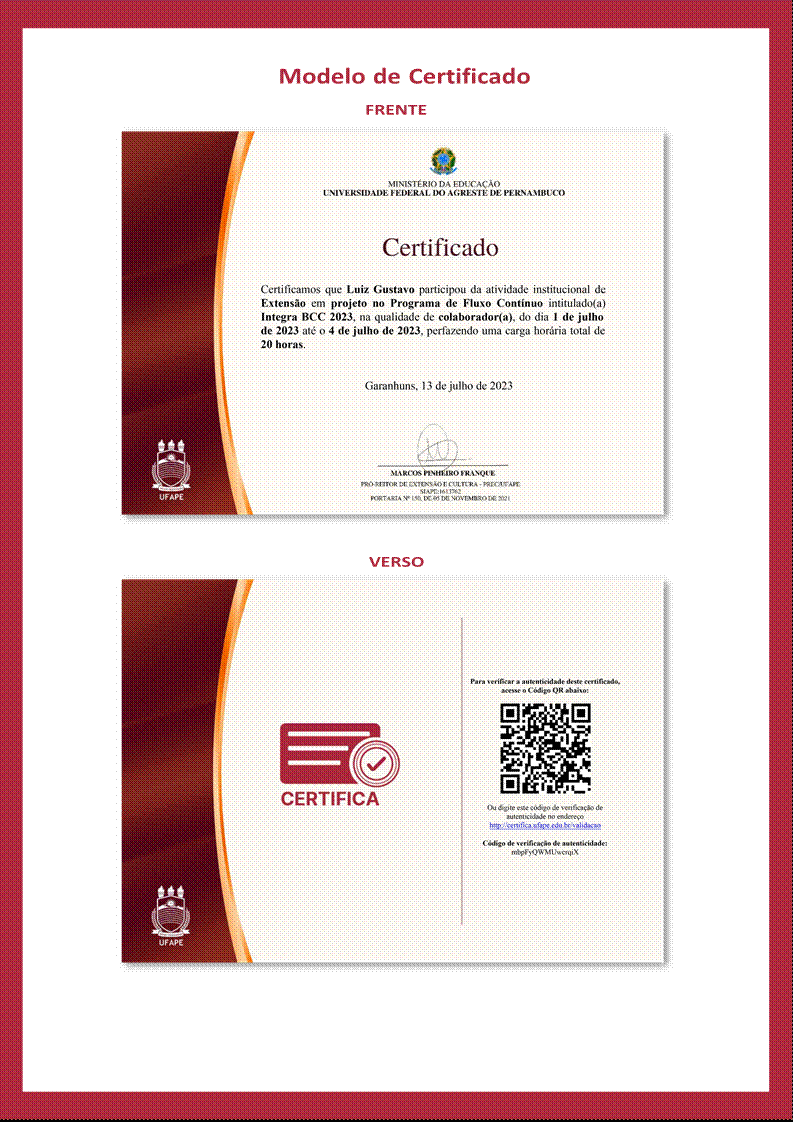 Modelo de Certificado
FRENTE
MINISTÉRIO DA EDUCAÇÃO
UNIVERSIDADE FEDERAL DO AGRESTE DE PERNAMBUCO
Certificado
Certificamos que Luiz Gustavo participou da atividade institucional de
Extensão em projeto no Programa de Fluxo Contínuo intitulado(a)
Integra BCC 2023, na qualidade de colaborador(a), do dia 1 de julho
de 2023 até o 4 de julho de 2023, perfazendo uma carga horária total de
20 horas.
Garanhuns, 13 de julho de 2023
MARCOS PINHEIRO FRANQUE
PRÓ-REITOR DE EXTENSÃO E CULTURA - PREC/UFAPE
SIAPE:1613762
PORTARIA Nº 150, DE 05 DE NOVEMBRO DE 2021
UFAPE
VERSO
Para verificar a autenticidade deste certificado,
acesse o Código QR abaixo:
CERTIFICA
Ou digite este código de verificação de
autenticidade no endereço
http://certifica.ufape.edu.br/validacao
Código de verificação de autenticidade:
UFAPE